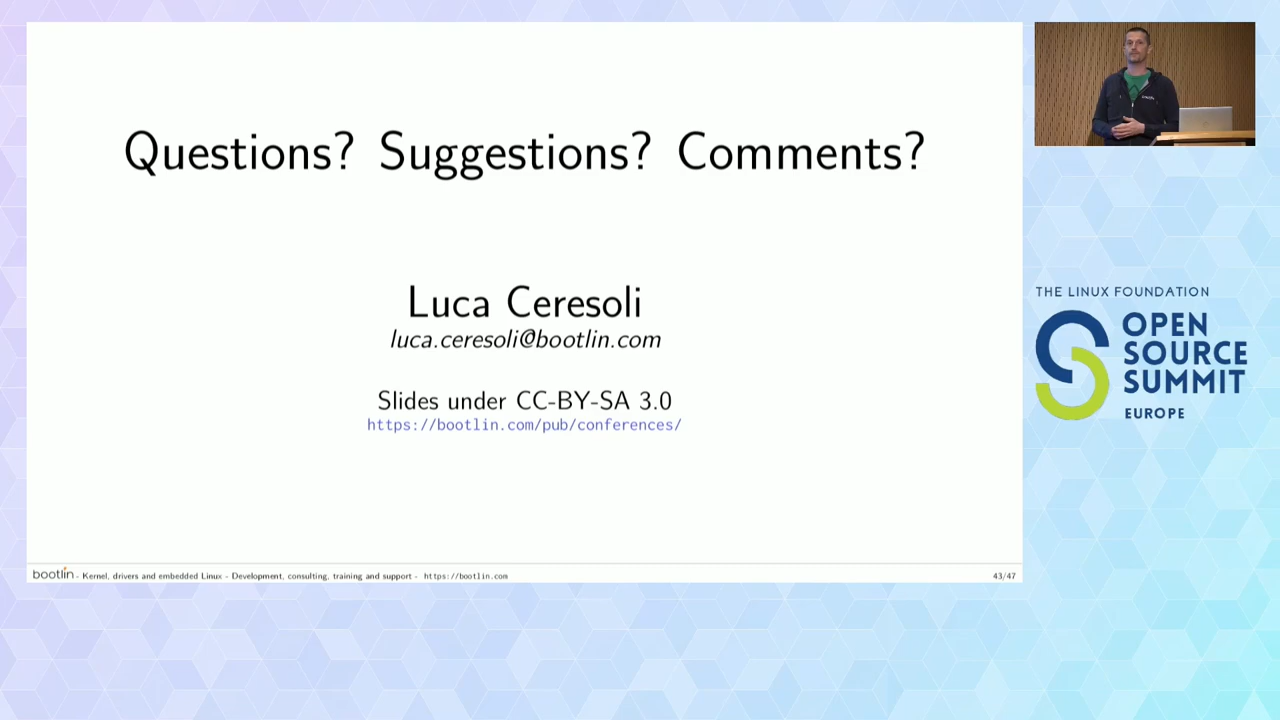 Questions? Suggestions? Comments?
Luca Ceresoli
luca.ceresoli@bootlin.com
Slides under CC-BY-SA 3.0
https://bootlin.com/pub/conferences/
bootlin - Kernel, drivers and embedded Linux - Development, consulting, training and support - https://bootlin.com
43/47
THE LINUX FOUNDATION
OPEN
SOURCE
SUMMIT
EUROPE